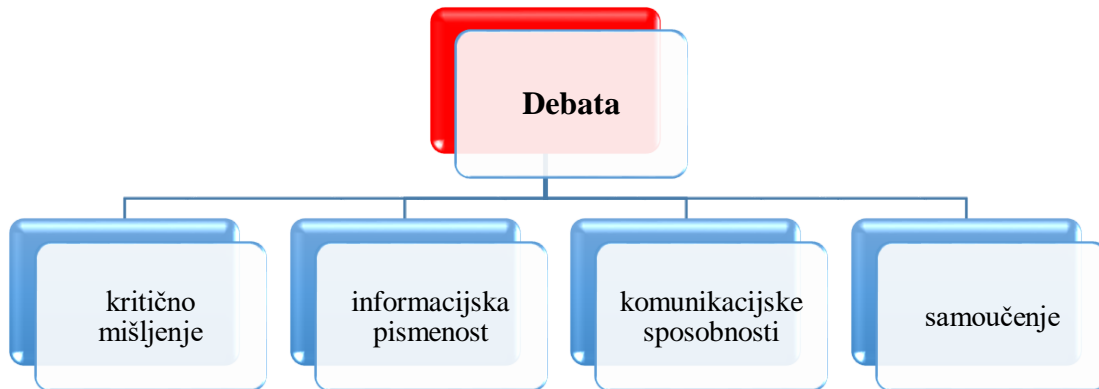 Debata
kritično
mišljenje
informacijska
pismenost
komunikacijske
sposobnosti
samoučenje